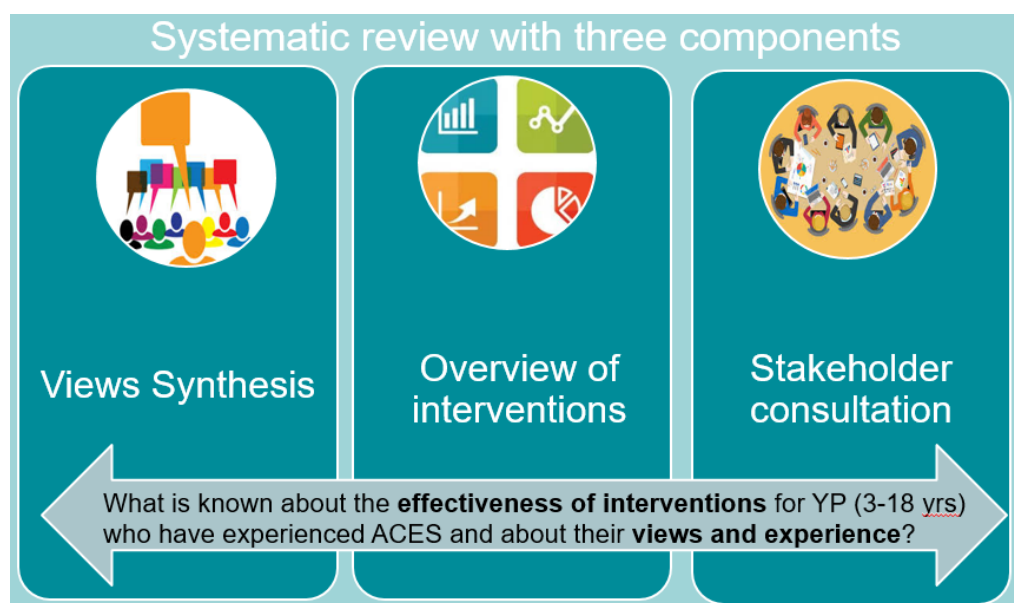 Systematic review with three components
Views Synthesis
Overview of
interventions
Stakeholder
consultation
What is known about the effectiveness of interventions for YP (3-18 yrs)
who have experienced ACES and about their views and experience?